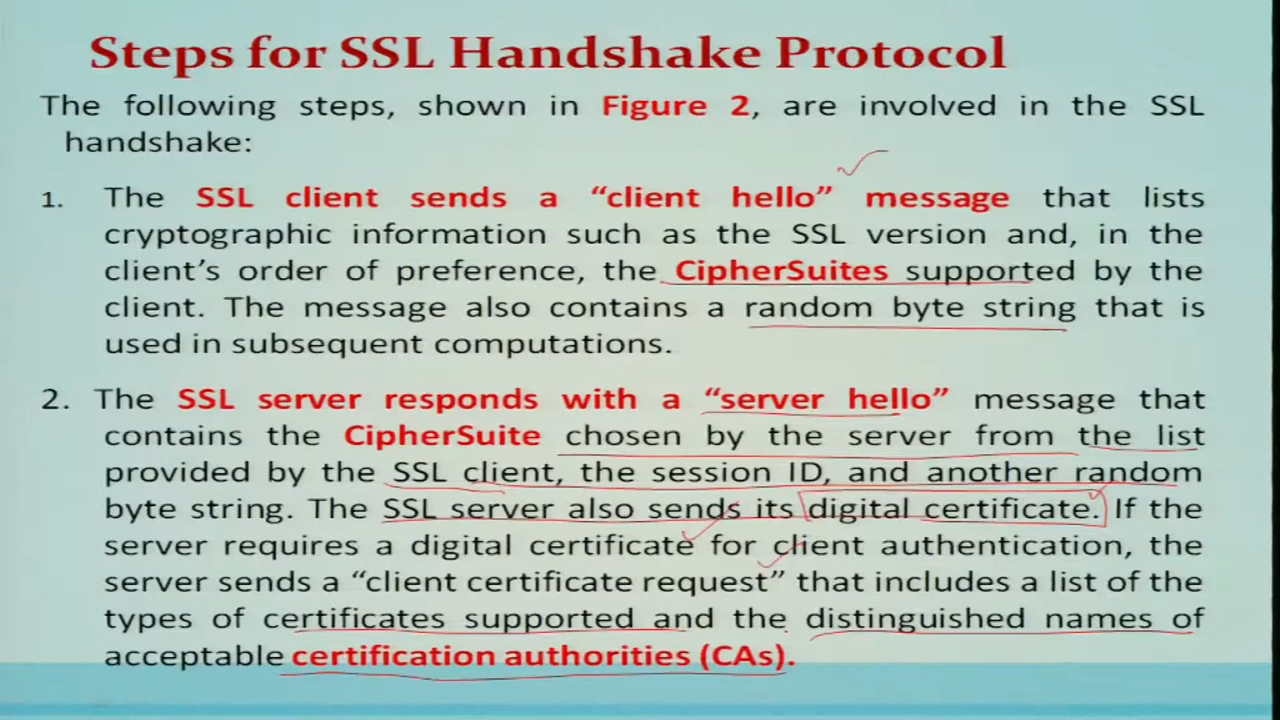 Steps for SSL Handshake Protocol
The following steps, shown in Figure 2, are involved in the SSL
handshake:
1. The SSL client sends a “client hello” message that lists
cryptographic information such as the SSL version and, in the
client’s order of preference, the CipherSuites supported by the
client. The message also contains a random byte string that is
used in subsequent computations.
2. The SSL server responds with a “server hello” message that
contains the CipherSuite chosen by the server from the list
provided by the SSL client, the session ID, and another random
byte string. The SSL server also sends its digital certificate. If the
server requires a digital certificate for client authentication, the
server sends a “client certificate request” that includes a list of the
types of certificates supported and the distinguished names of
acceptable certification authorities (CAs).